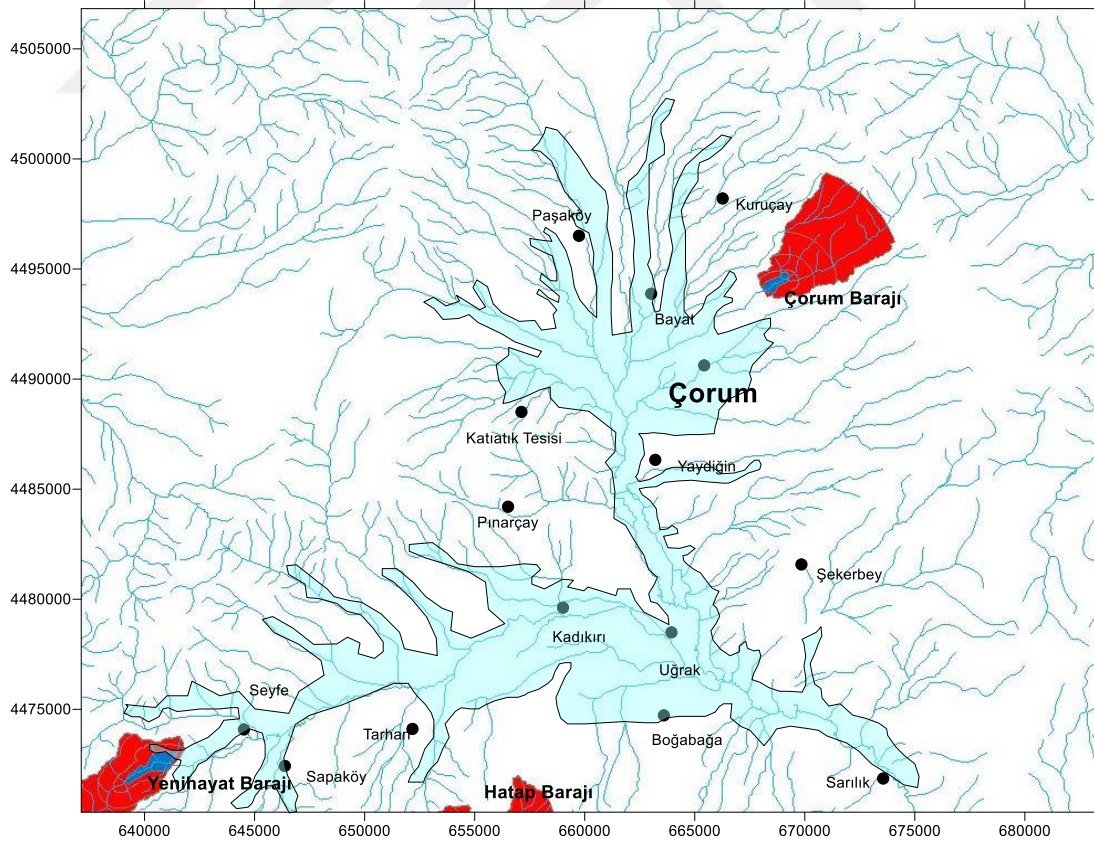 4505000
4500000
Kuruçay
Paşaköy
4495000
Çorum Barajı
Bayat
4490000
Çorum
Katıatık Tesisi
Yaydiğin
4485000
Pınarçay
Şekerbey
4480000
Kadıkırı
Uğrak
Seyfe
4475000
Tarhan
Boğabağa
Sapaköy
Yenihayat Barajı
Sarılık
Hatap Barajı
640000 645000 650000 655000 660000 665000 670000 675000 680000